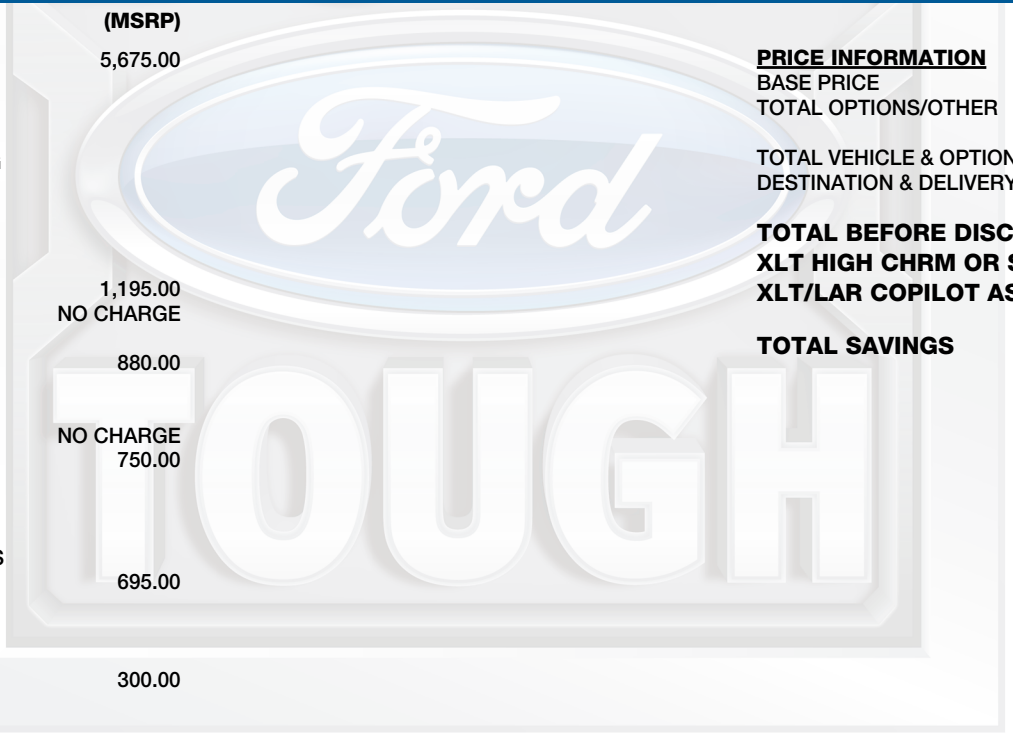 (MSRP)
5,675.00
1,195.00
NO CHARGE
880.00
NO CHARGE
750.00
S
695.00
300.00
Ford
TOUGH
PRICE INFORMATION
BASE PRICE
TOTAL OPTIONS/OTHER
TOTAL VEHICLE & OPTION
DESTINATION & DELIVERY
TOTAL BEFORE DISC
XLT HIGH CHRM OR S
XLT/LAR COPILOT AS
TOTAL SAVINGS